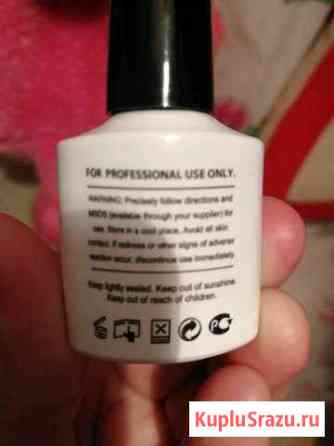 FOR PROFESSIONAL USE ONLY.
WARNING: Precisely follow directions and
MSDS (available through your supplier) for
use. Store in a cool place. Avoid all skin
contact. If redness or other signs of adverse
reaction occur, discontinue use immediately.
Keep tightly sealed. Keep out of sunshine.
Keep out of reach of children.
KupluSrazu.ru